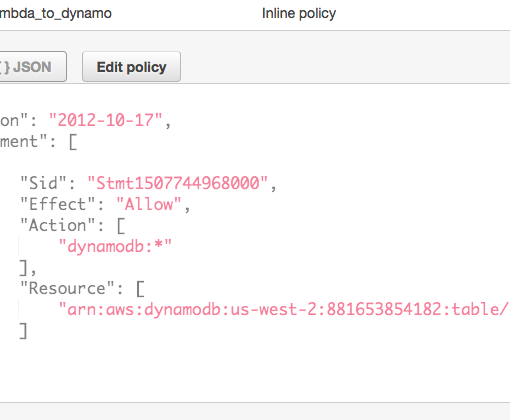 mbda_to_dynamo Inline policy
{ } JSON Edit policy
on": "2012-10-17",
ment": [
"Sid": "Stmt1507744968000",
"Effect": "Allow",
"Action": [
"dynamodb:*"
],
"Resource": [
"arn:aws:dynamodb:us-west-2:881653854182:table/
]